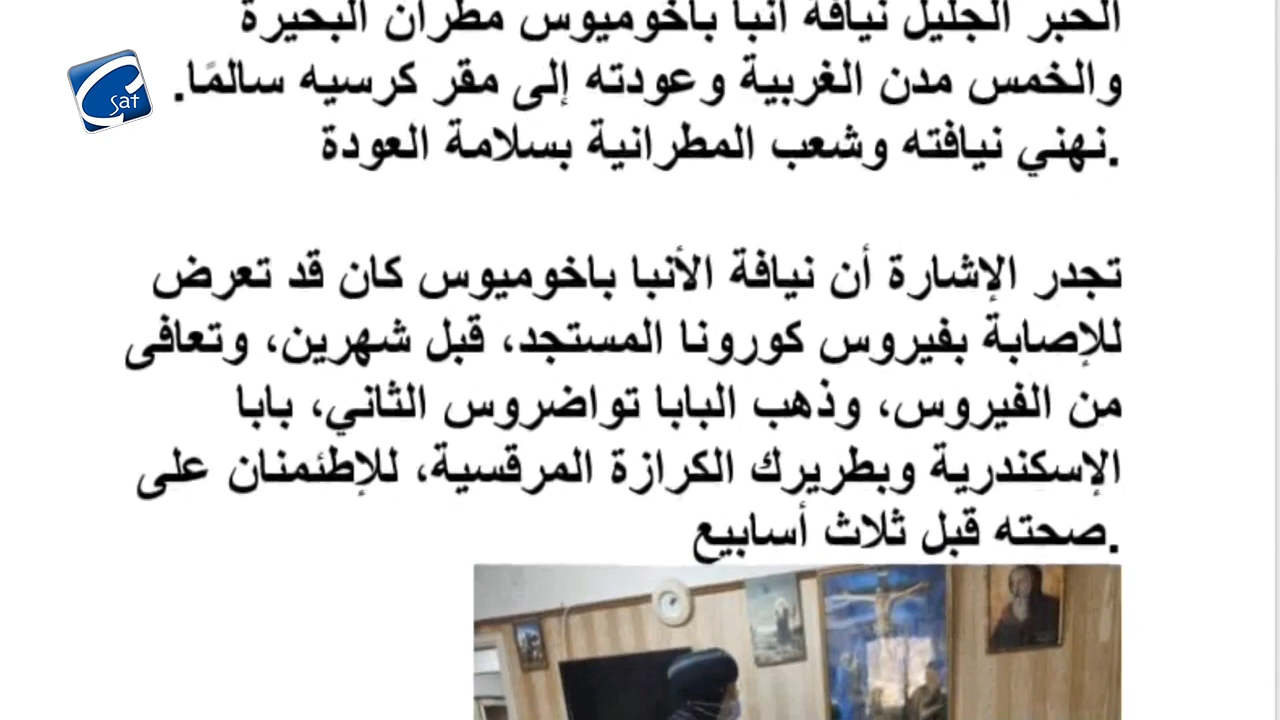 الحبر الجليل نيافة أنبا باخوميوس مطران البحيرة
والخمس مدن الغربية وعودته إلى مقر كرسيه سالمًا.
نهني نيافته وشعب المطرانية بسلامة العودة.
تجدر الإشارة أن نيافة الأنبا باخوميوس كان قد تعرض
للإصابة بفيروس كورونا المستجد، قبل شهرين، وتعافى
من الفيروس، وذهب البابا تواضروس الثاني، بابا
الإسكندرية وبطريرك الكرازة المرقسية، للإطئمنان على
صحته قبل ثلاث أسابيع.
C Sat